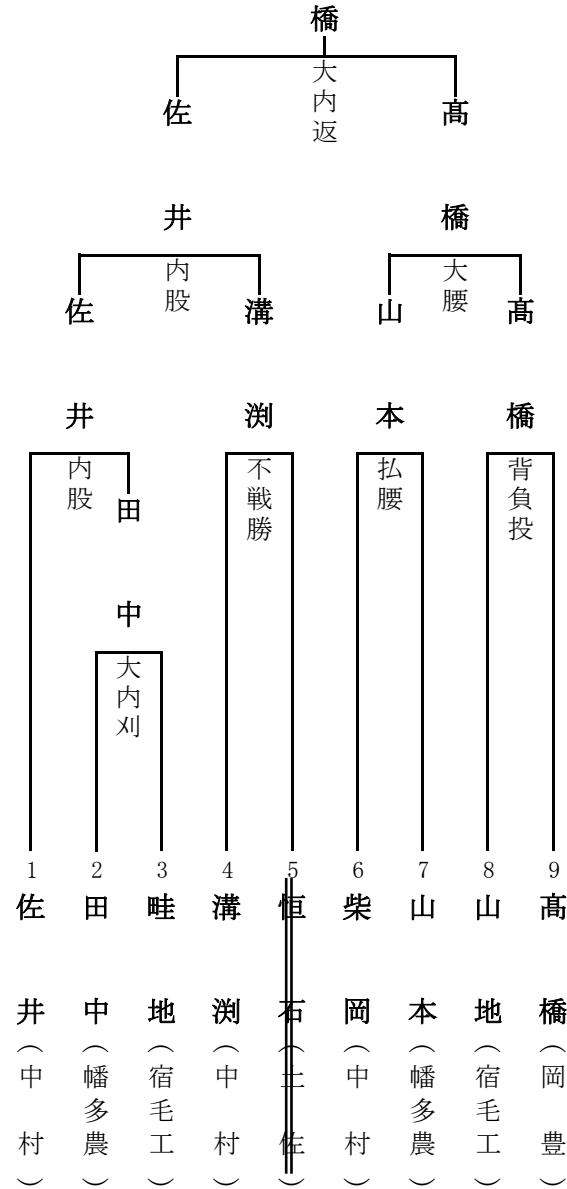 橋
大内返
佐井
髙橋
内股
大腰
佐井
溝渕
山本
髙橋
内股
不戦勝
払腰
背負投
田中
大内刈
1 2 3 4 5 6 7 8 9
佐井（中村）
田中（幡多農）
畦地（宿毛工）
溝渕（中村）
恒石（土佐）
柴岡（中村）
山本（幡多農）
山地（宿毛工）
髙橋（岡豊）